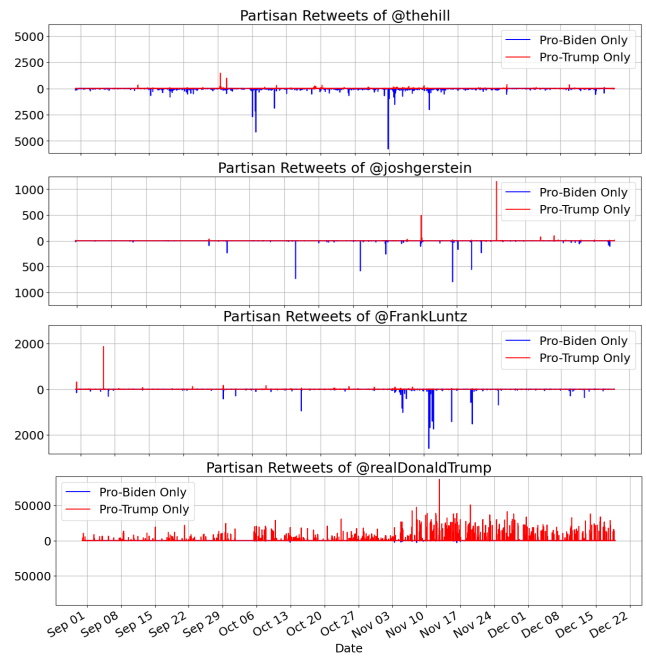 Partisan Retweets of @thehill
5000
2500
0
2500
5000
Pro-Biden Only
Pro-Trump Only
Partisan Retweets of @joshgerstein
1000
500
0
500
1000
Pro-Biden Only
Pro-Trump Only
Partisan Retweets of @FrankLuntz
2000
0
2000
Pro-Biden Only
Pro-Trump Only
Partisan Retweets of @realDonaldTrump
50000
0
50000
Pro-Biden Only
Pro-Trump Only
Sep 01 Sep 08 Sep 15 Sep 22 Sep 29 Oct 06 Oct 13 Oct 20 Oct 27 Nov 03 Nov 10 Nov 17 Nov 24 Dec 01 Dec 08 Dec 15 Dec 22
Date